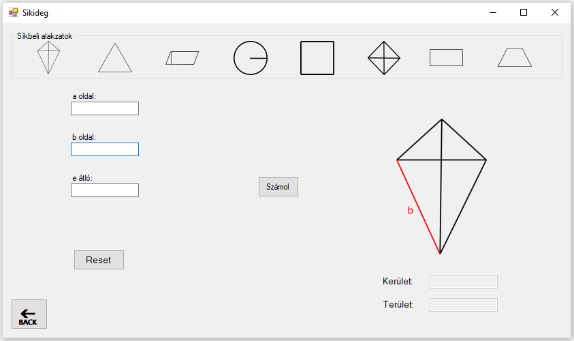 Sikideg
Síkbeli alakzatok
a oldal:
b oldal:
e átló:
Számol
b
Reset
Kerület:
Terület:
BACK